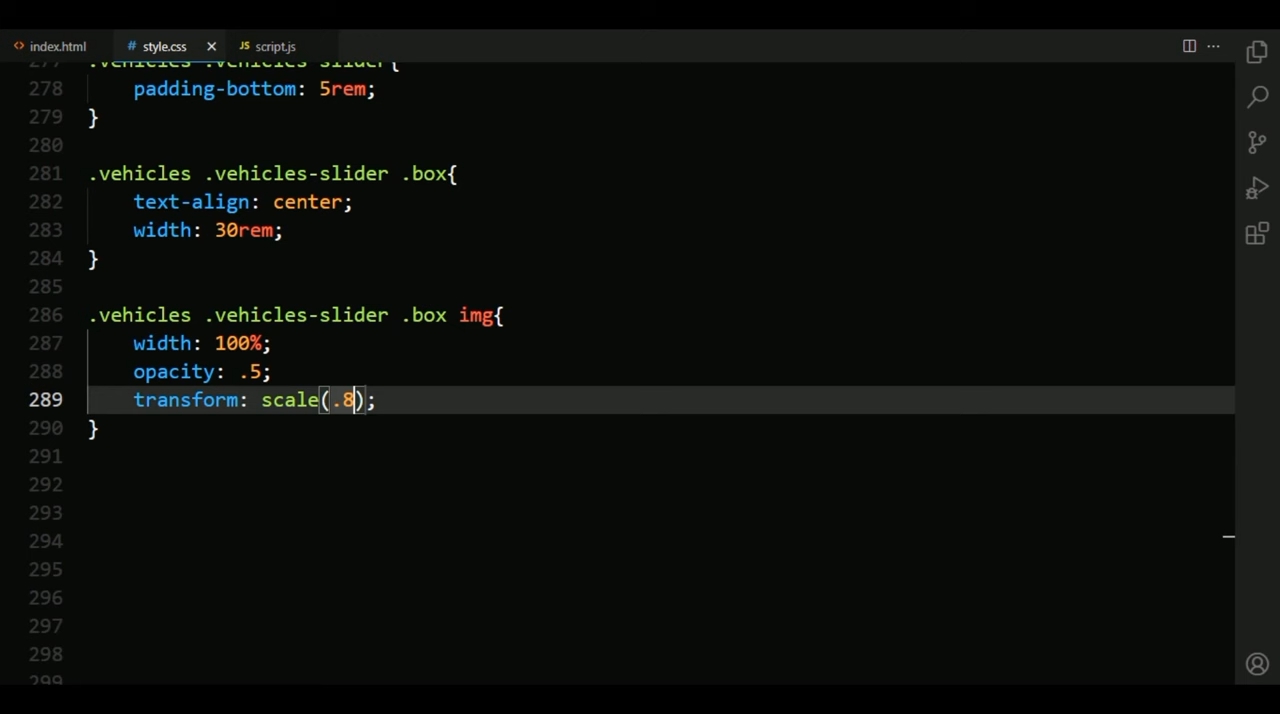 <> index.html # style.css × JS script.js ...
.vehicles .vehicles-slider{
278 padding-bottom: 5rem;
279 }
280
281 .vehicles .vehicles-slider .box{
282 text-align: center;
283 width: 30rem;
284 }
285
286 .vehicles .vehicles-slider .box img{
287 width: 100%;
288 opacity: .5;
289 transform: scale(.8);
290 }
291
292
293
294
295
296
297
298
299